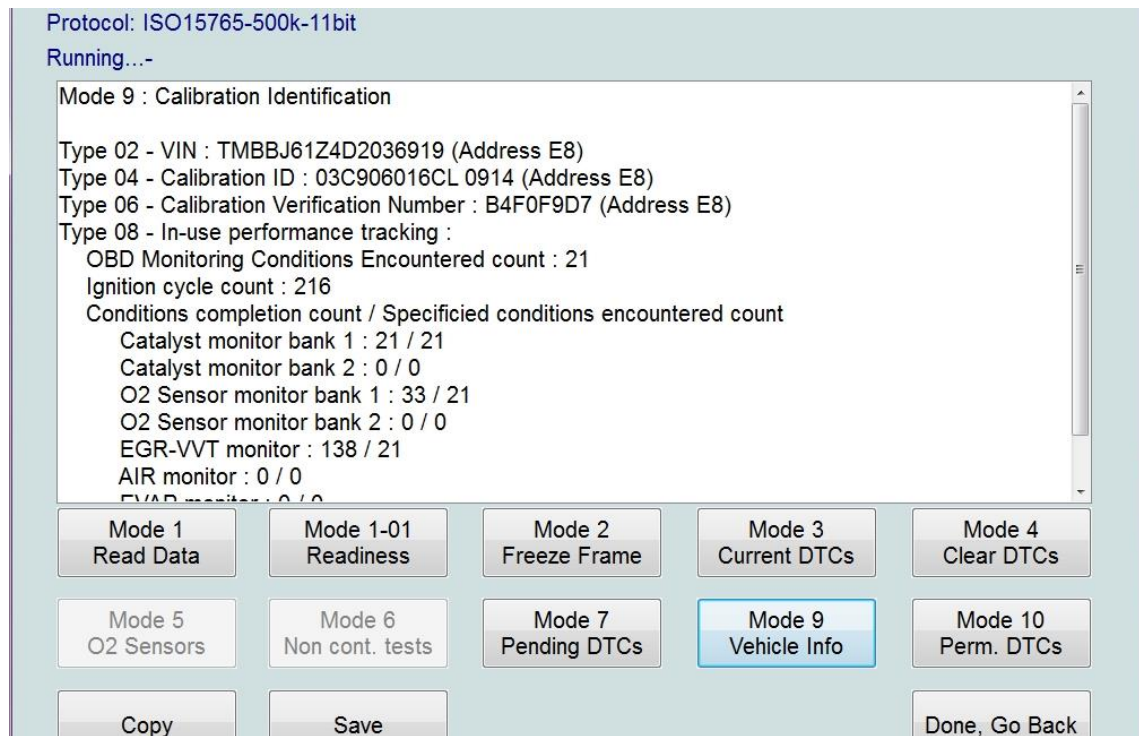 Protocol: ISO15765-500k-11bit
Running...-
Mode 9 : Calibration Identification
Type 02 - VIN : TMBBJ61Z4D2036919 (Address E8)
Type 04 - Calibration ID : 03C906016CL 0914 (Address E8)
Type 06 - Calibration Verification Number : B4F0F9D7 (Address E8)
Type 08 - In-use performance tracking :
OBD Monitoring Conditions Encountered count : 21
Ignition cycle count : 216
Conditions completion count / Specificied conditions encountered count
Catalyst monitor bank 1 : 21 / 21
Catalyst monitor bank 2 : 0 / 0
O2 Sensor monitor bank 1 : 33 / 21
O2 Sensor monitor bank 2 : 0 / 0
EGR-VVT monitor : 138 / 21
AIR monitor : 0 / 0
EVAP monitor : 0 / 0
Mode 1
Read Data
Mode 1-01
Readiness
Mode 2
Freeze Frame
Mode 3
Current DTCs
Mode 4
Clear DTCs
Mode 5
O2 Sensors
Mode 6
Non cont. tests
Mode 7
Pending DTCs
Mode 9
Vehicle Info
Mode 10
Perm. DTCs
Copy
Save
Done, Go Back